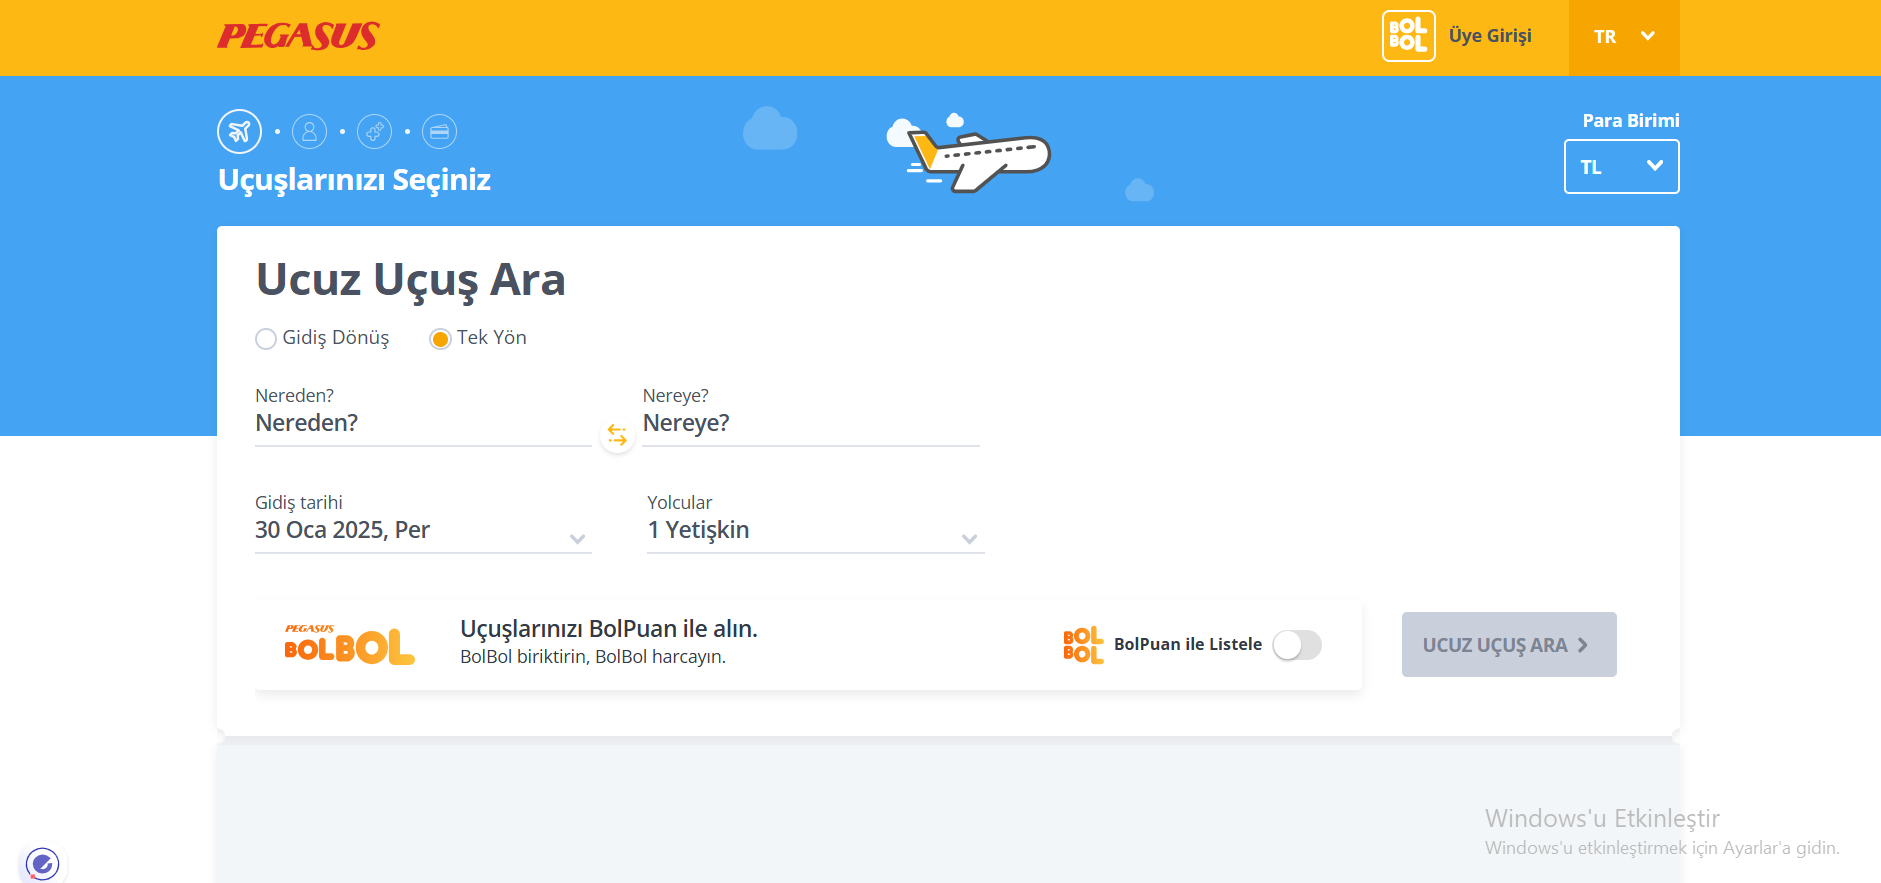 PEGASUS
BOL
BOL
Üye Girişi
TR
Para Birimi
TL
Uçuşlarınızı Seçiniz
Ucuz Uçuş Ara
Gidiş Dönüş
Tek Yön
Nereden?
Nereden?
Nereye?
Nereye?
Gidiş tarihi
30 Oca 2025, Per
Yolcular
1 Yetişkin
PEGASUS
BOLBOL
Uçuşlarınızı BolPuan ile alın.
BolBol biriktirin, BolBol harcayın.
BOL
BOL
BolPuan ile Listele
UCUZ UÇUŞ ARA
Windows'u Etkinleştir
Windows'u etkinleştirmek için Ayarlar'a gidin.